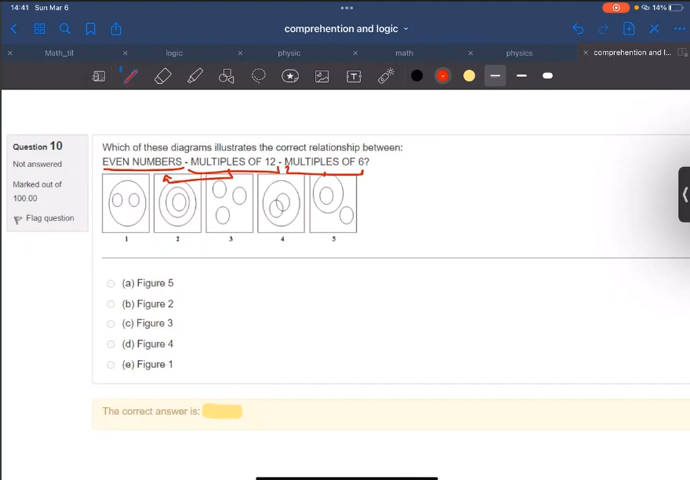 14:41 Sun Mar 6
14%
comprehention and logic
Math_til
logic
physic
math
physics
comprehention and l...
Question 10
Not answered
Marked out of
100.00
Flag question
Which of these diagrams illustrates the correct relationship between:
EVEN NUMBERS - MULTIPLES OF 12 - MULTIPLES OF 6?
1 2 3 4 5
(a) Figure 5
(b) Figure 2
(c) Figure 3
(d) Figure 4
(e) Figure 1
The correct answer is: